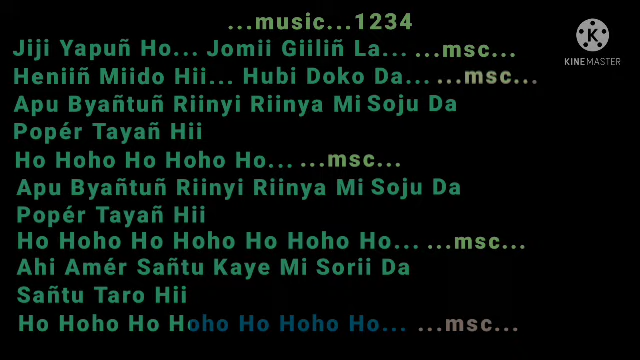 ...music...1234
Jiji Yapuñ Ho... Jomii Giiliñ La... ...msc...
Heniiñ Miido Hii... Hubi Doko Da... ...msc...
Apu Byañtuñ Riinyi Riinya Mi Soju Da
Popér Tayañ Hii
Ho Hoho Ho Hoho Ho... ...msc...
Apu Byañtuñ Riinyi Riinya Mi Soju Da
Popér Tayañ Hii
Ho Hoho Ho Hoho Ho Hoho Ho... ...msc...
Ahi Amér Sañtu Kaye Mi Sorii Da
Sañtu Taro Hii
Ho Hoho Ho Hoho Ho Hoho Ho... ...msc...
K
KINEMASTER